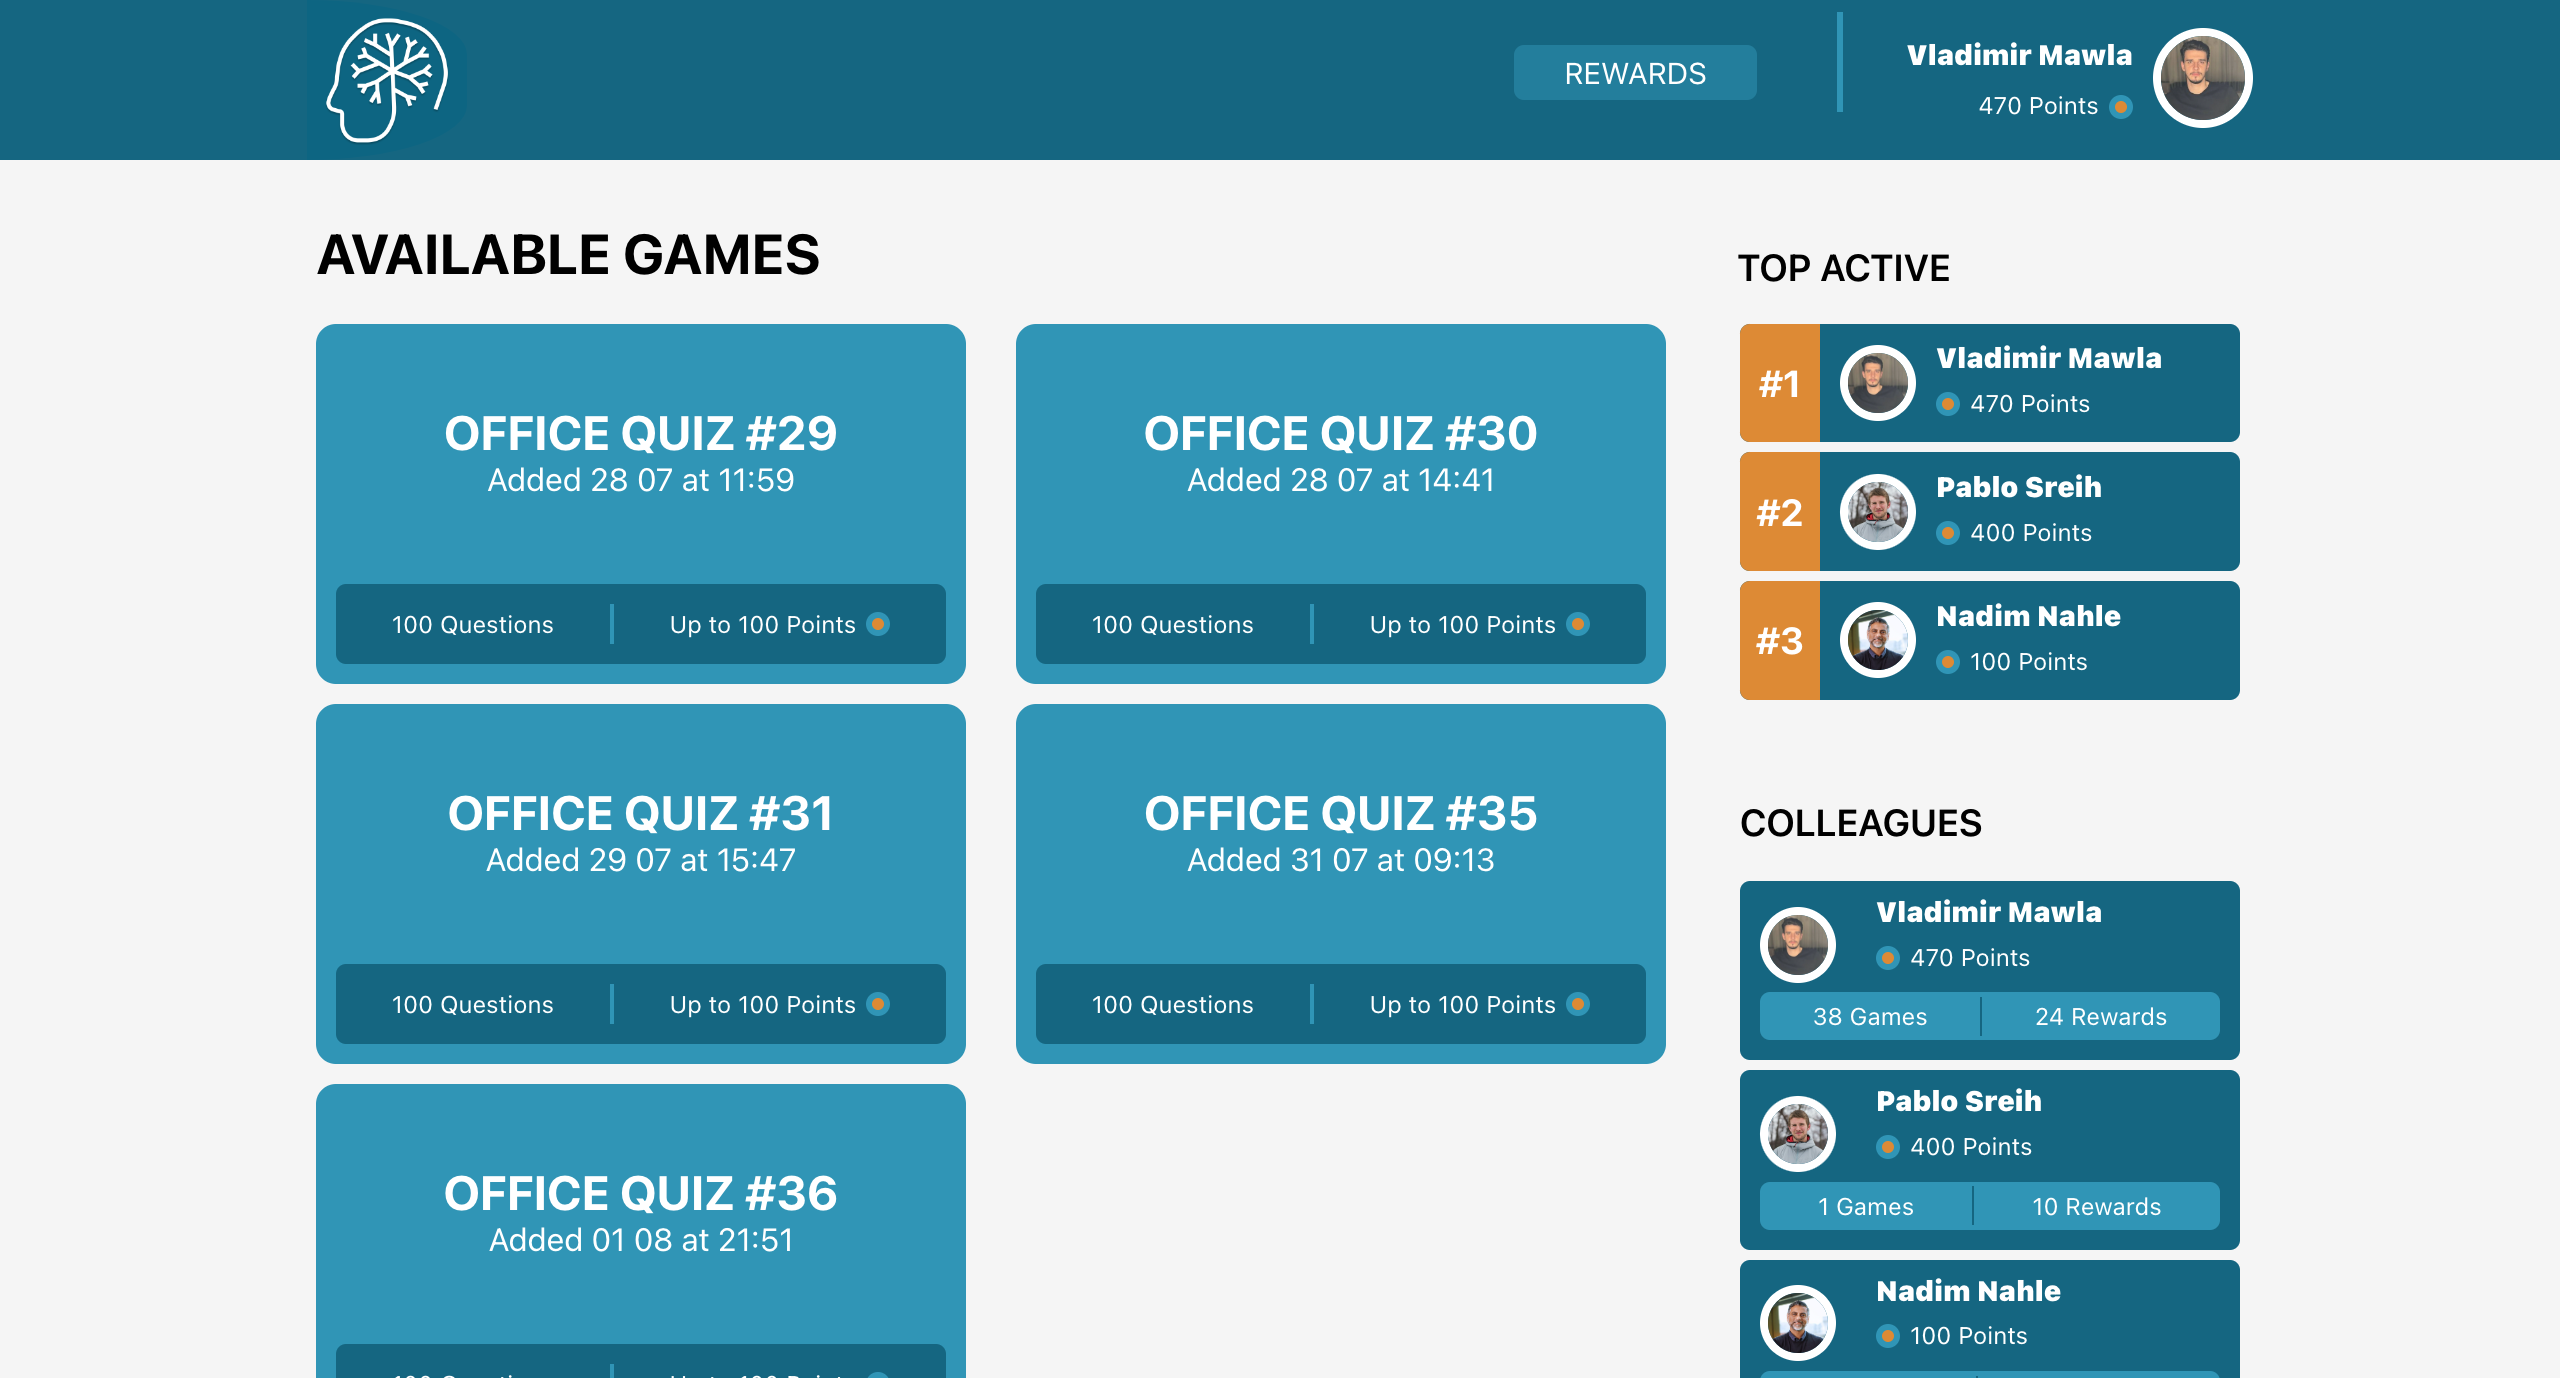 REWARDS
Vladimir Mawla
470 Points
AVAILABLE GAMES
OFFICE QUIZ #29
Added 28 07 at 11:59
100 Questions
Up to 100 Points
OFFICE QUIZ #30
Added 28 07 at 14:41
100 Questions
Up to 100 Points
OFFICE QUIZ #31
Added 29 07 at 15:47
100 Questions
Up to 100 Points
OFFICE QUIZ #35
Added 31 07 at 09:13
100 Questions
Up to 100 Points
OFFICE QUIZ #36
Added 01 08 at 21:51
TOP ACTIVE
#1
Vladimir Mawla
470 Points
#2
Pablo Sreih
400 Points
#3
Nadim Nahle
100 Points
COLLEAGUES
Vladimir Mawla
470 Points
38 Games
24 Rewards
Pablo Sreih
400 Points
1 Games
10 Rewards
Nadim Nahle
100 Points